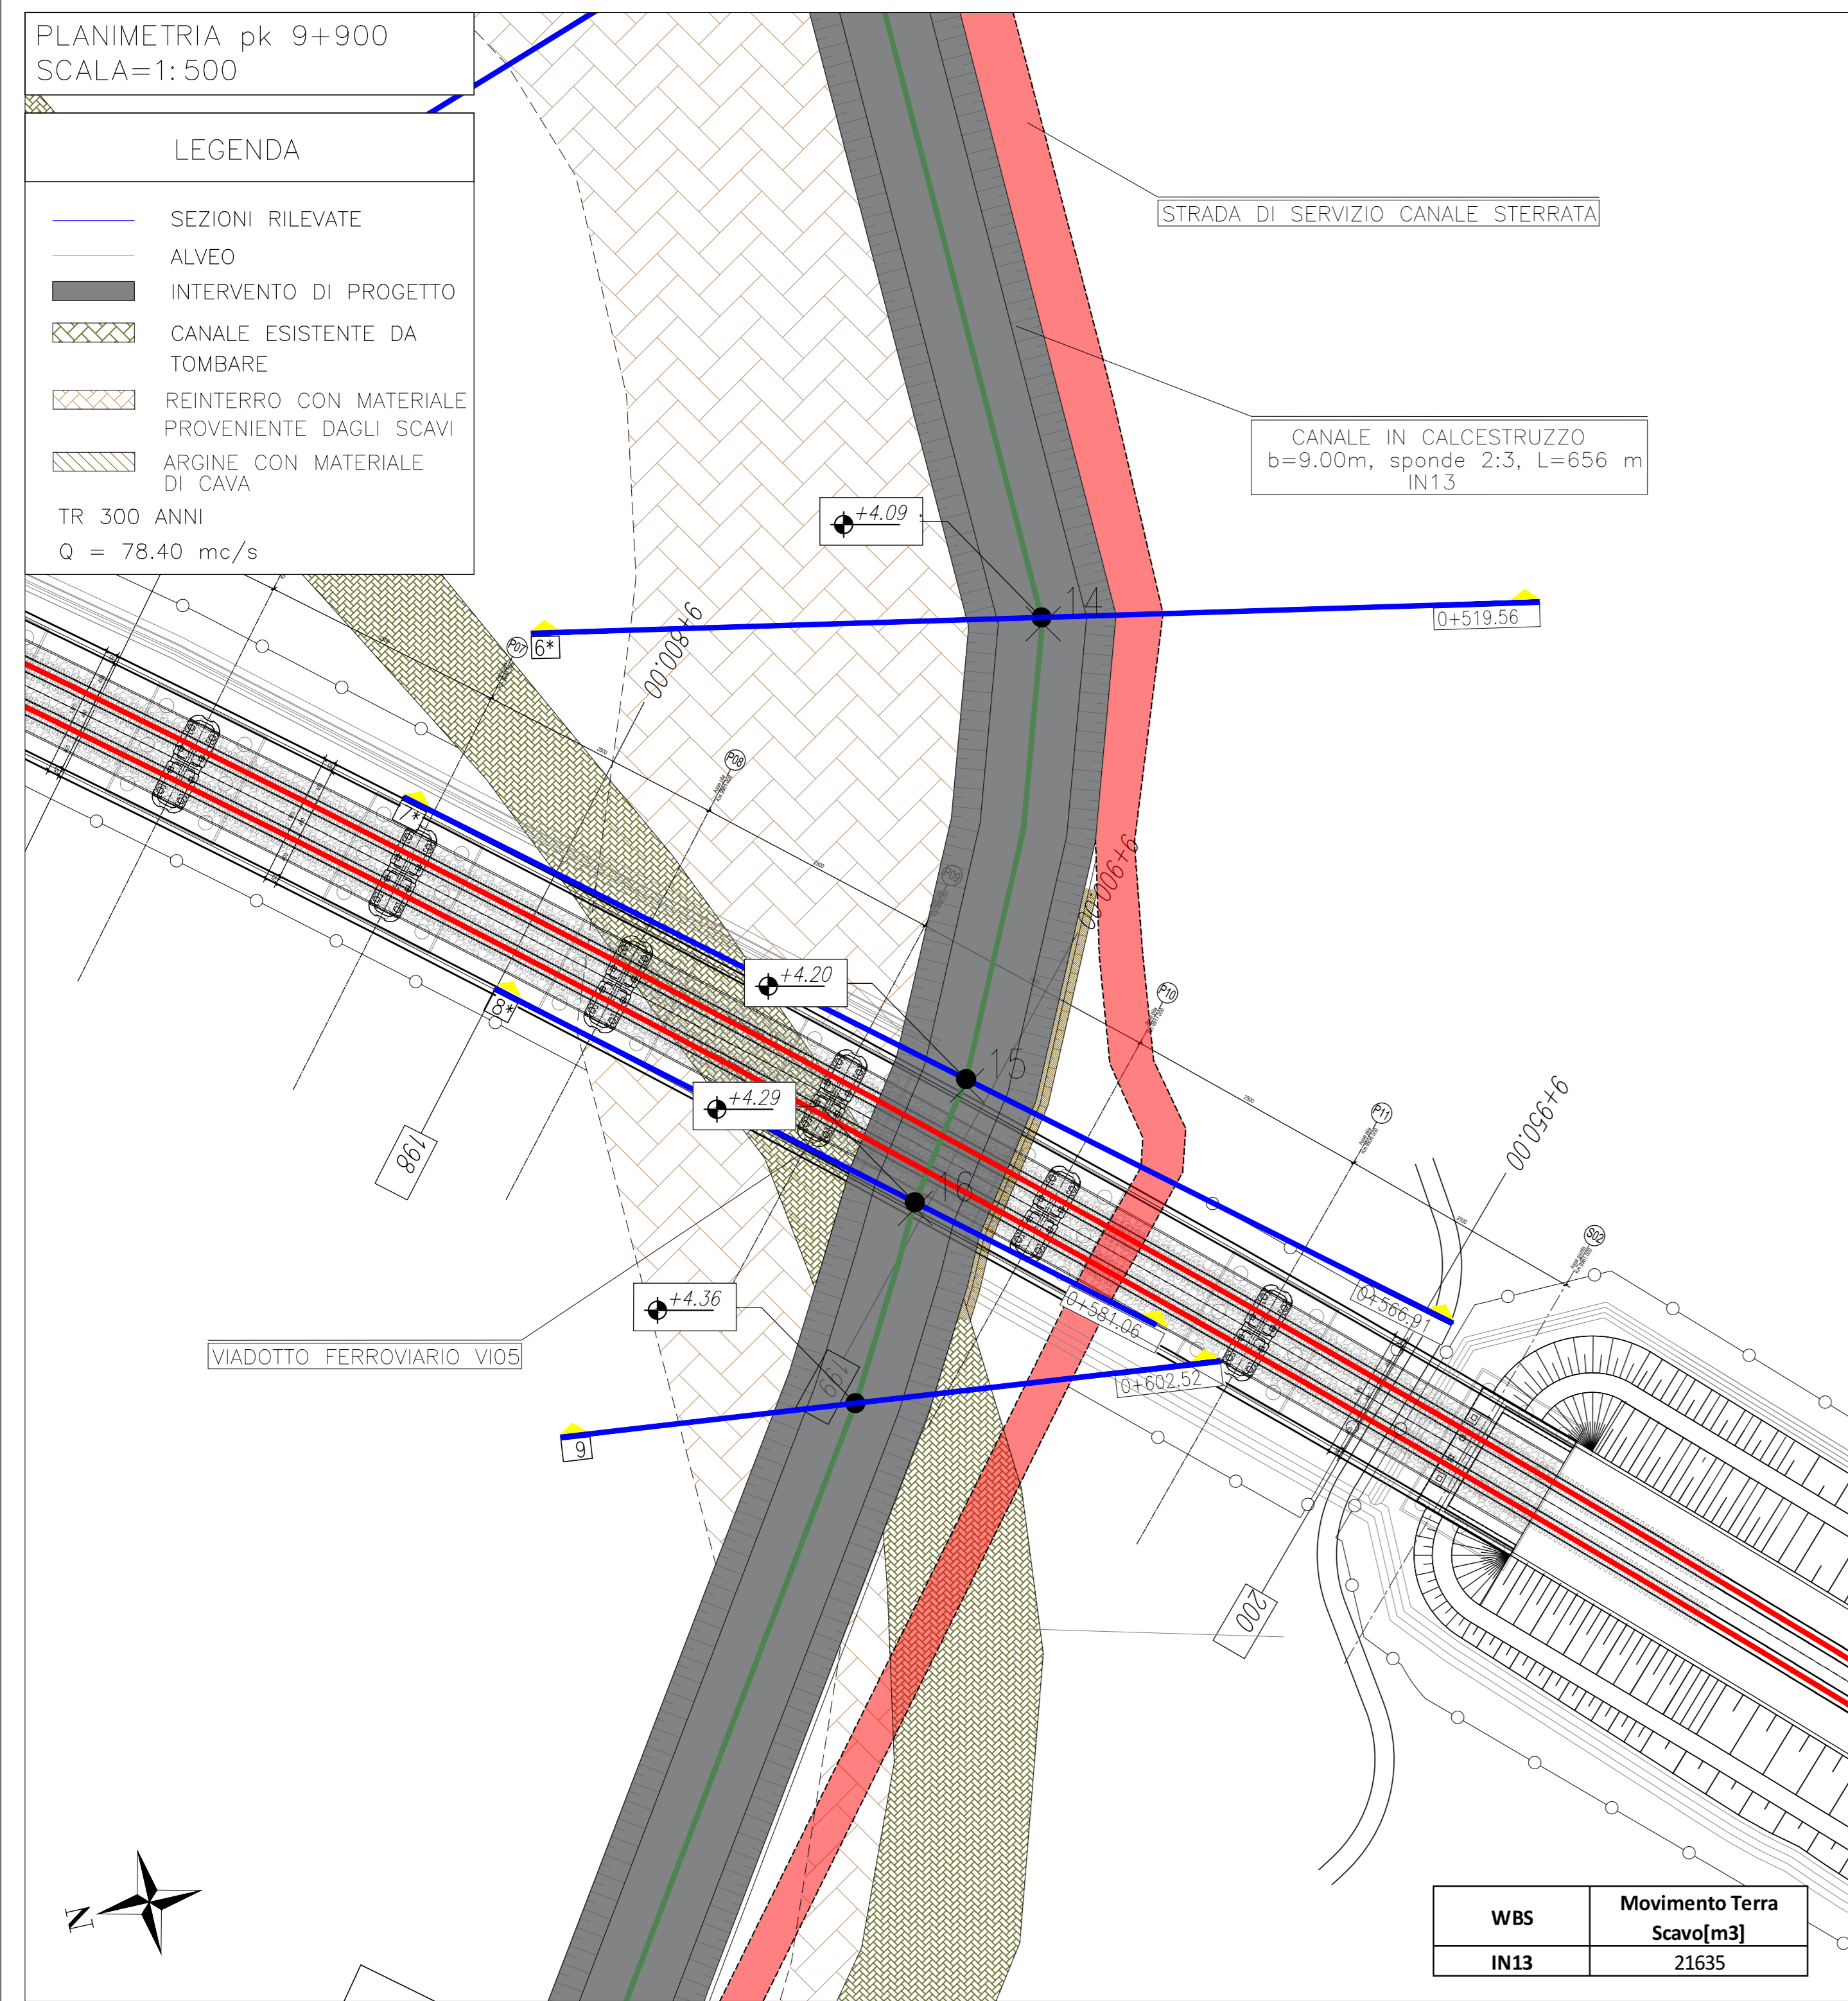 PLANIMETRIA pk 9+900
SCALA=1:500
LEGENDA
SEZIONI RILEVATE
ALVEO
INTERVENTO DI PROGETTO
CANALE ESISTENTE DA
TOMBARE
REINTERRO CON MATERIALE
PROVENIENTE DAGLI SCAVI
ARGINE CON MATERIALE
DI CAVA
TR 300 ANNI
Q = 78.40 mc/s
STRADA DI SERVIZIO CANALE STERRATA
CANALE IN CALCESTRUZZO
b=9.00m, sponde 2:3, L=656 m
IN13
+4.09
14
0+519.56
6*
P07
9+800.00
P08
7*
9+900.00
P09
+4.20
8*
P10
15
+4.29
P11
9+950.00
198
16
S02
+4.36
0+581.06
0+566.91
VIADOTTO FERROVIARIO VI05
199
0+602.52
9
200
N
WBS
Movimento Terra
Scavo[m3]
IN13
21635